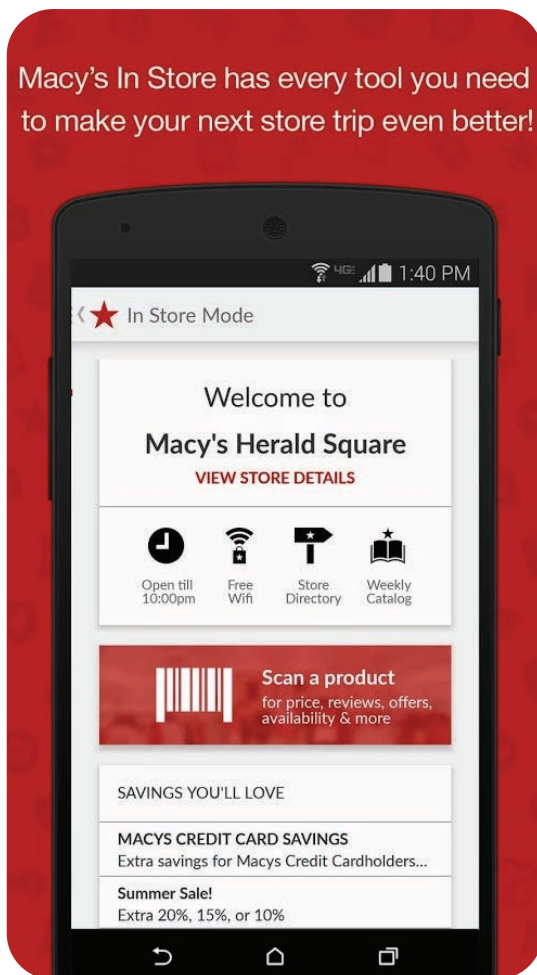 Macy's In Store has every tool you need
to make your next store trip even better!
4G
1:40 PM
In Store Mode
Welcome to
Macy's Herald Square
VIEW STORE DETAILS
Open till
10:00pm
Free
Wifi
Store
Directory
Weekly
Catalog
Scan a product
for price, reviews, offers,
availability & more
SAVINGS YOU'LL LOVE
MACYS CREDIT CARD SAVINGS
Extra savings for Macys Credit Cardholders...
Summer Sale!
Extra 20%, 15%, or 10%